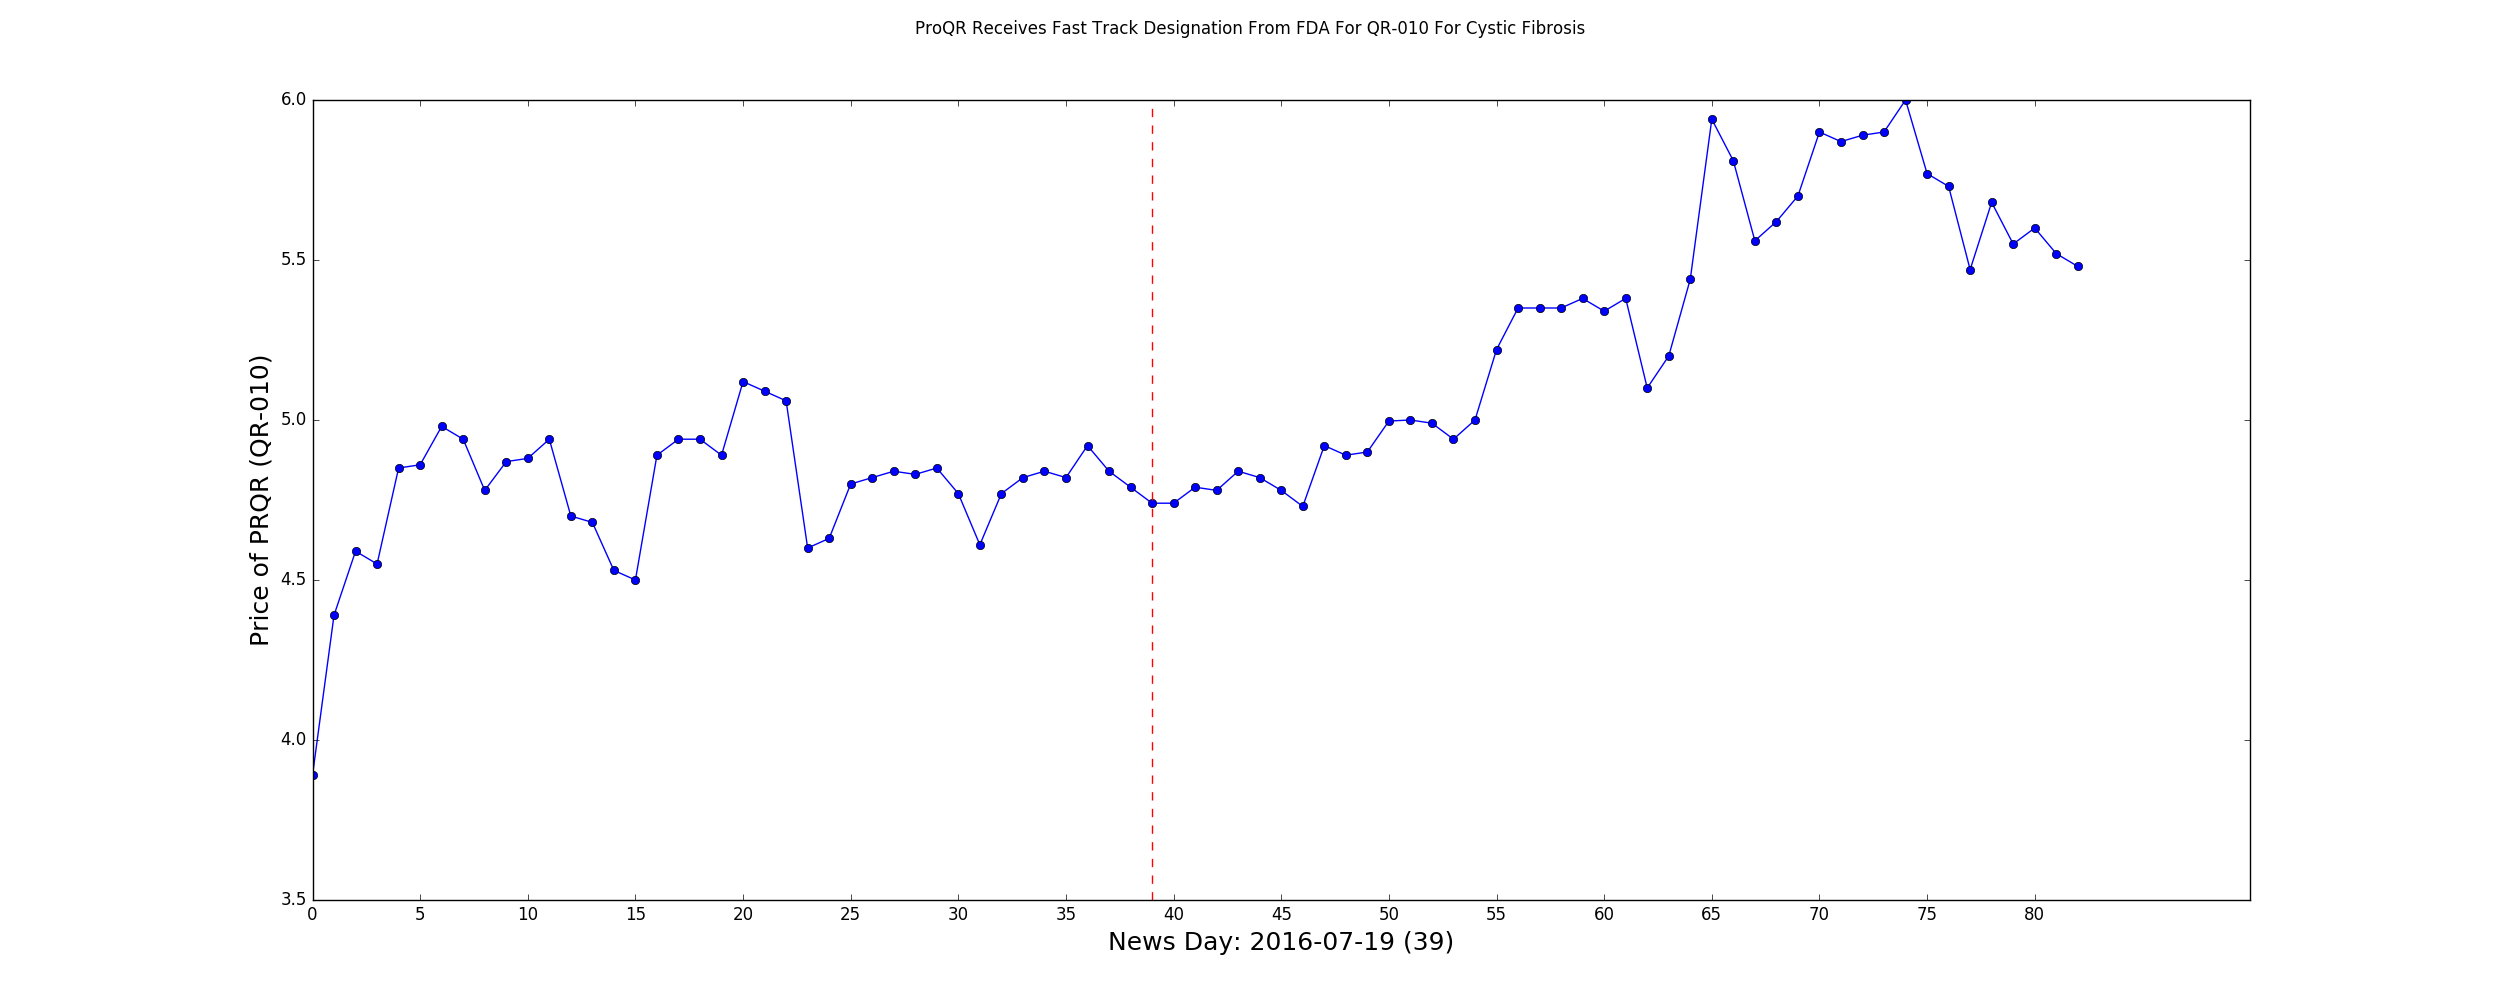 ProQR Receives Fast Track Designation From FDA For QR-010 For Cystic Fibrosis
6.0
5.5
5.0
4.5
4.0
3.5
Price of PRQR (QR-010)
0 5 10 15 20 25 30 35 40 45 50 55 60 65 70 75 80
News Day: 2016-07-19 (39)